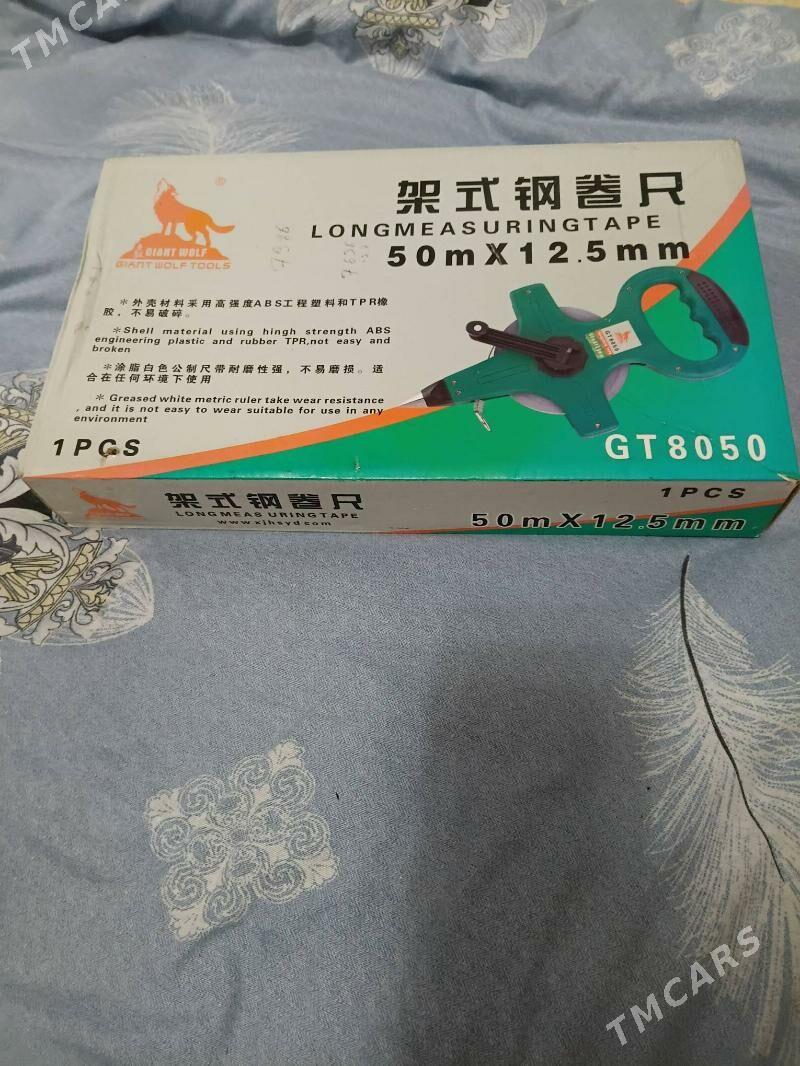 TMCARS
®
GIANT WOLF
GIANT WOLF TOOLS
架式钢卷尺
LONGMEASURINGTAPE
50mX12.5mm
*外壳材料采用高强度ABS工程塑料和TPR橡
胶，不易破碎。
*Shell material using hingh strength ABS
engineering plastic and rubber TPR,not easy and
broken
*涂脂白色公制尺带耐磨性强，不易磨损。适
合在任何环境下使用
* Greased white metric ruler take wear resistance
, and it is not easy to wear suitable for use in any
environment
1PCS
GT8050
GT8050
架式钢卷尺
LONGMEASURINGTAPE
www.xjhsyd.com
1PCS
50mX12.5mm
TMCARS